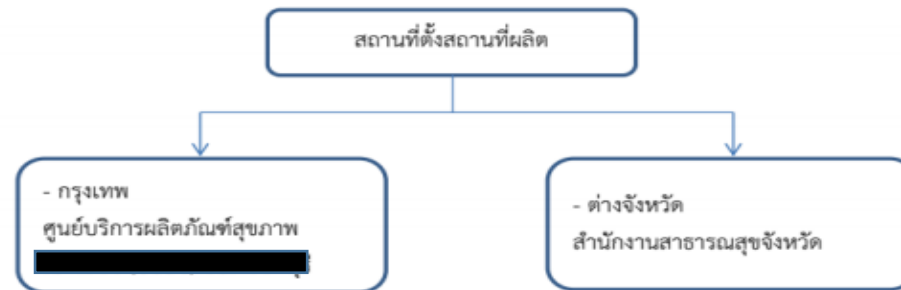 สถานที่ตั้งสถานที่ผลิต
- กรุงเทพ
ศูนย์บริการผลิตภัณฑ์สุขภาพ
- ต่างจังหวัด
สำนักงานสาธารณสุขจังหวัด